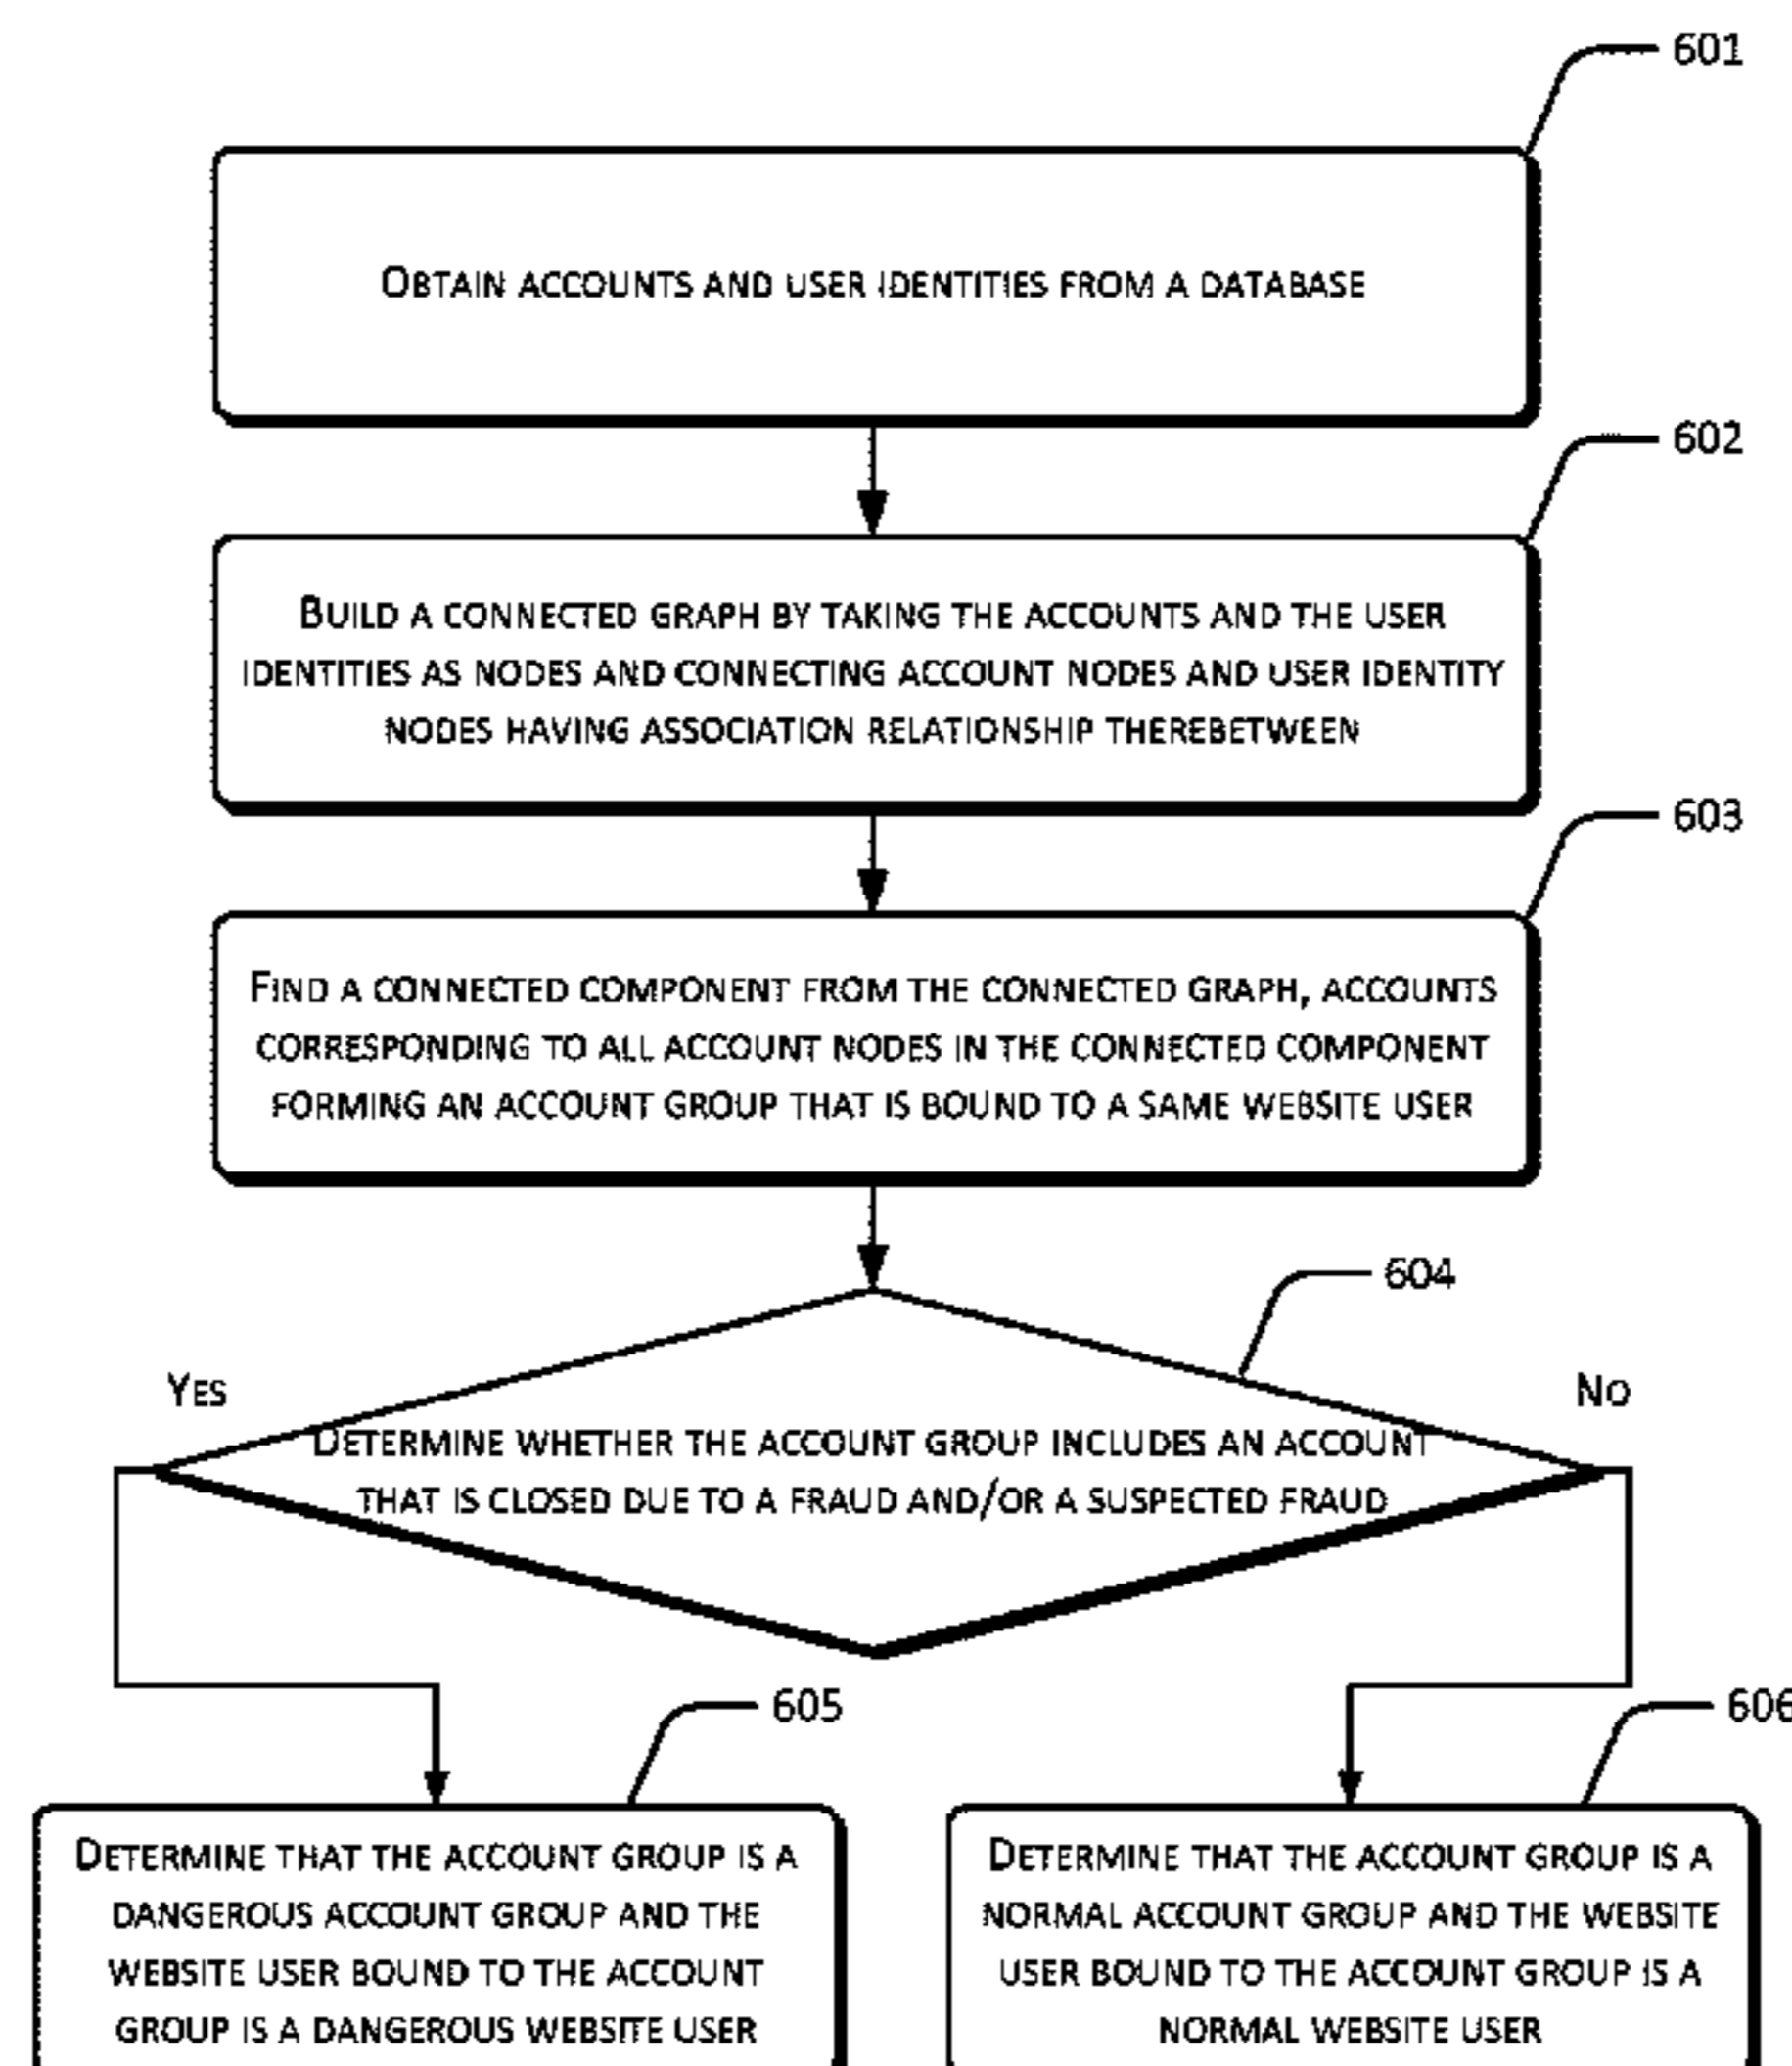 601
OBTAIN ACCOUNTS AND USER IDENTITIES FROM A DATABASE
602
BUILD A CONNECTED GRAPH BY TAKING THE ACCOUNTS AND THE USER
IDENTITIES AS NODES AND CONNECTING ACCOUNT NODES AND USER IDENTITY
NODES HAVING ASSOCIATION RELATIONSHIP THEREBETWEEN
603
FIND A CONNECTED COMPONENT FROM THE CONNECTED GRAPH, ACCOUNTS
CORRESPONDING TO ALL ACCOUNT NODES IN THE CONNECTED COMPONENT
FORMING AN ACCOUNT GROUP THAT IS BOUND TO A SAME WEBSITE USER
604
YES
NO
DETERMINE WHETHER THE ACCOUNT GROUP INCLUDES AN ACCOUNT
THAT IS CLOSED DUE TO A FRAUD AND/OR A SUSPECTED FRAUD
605
606
DETERMINE THAT THE ACCOUNT GROUP IS A
DANGEROUS ACCOUNT GROUP AND THE
WEBSITE USER BOUND TO THE ACCOUNT
GROUP IS A DANGEROUS WEBSITE USER
DETERMINE THAT THE ACCOUNT GROUP IS A
NORMAL ACCOUNT GROUP AND THE WEBSITE
USER BOUND TO THE ACCOUNT GROUP IS A
NORMAL WEBSITE USER